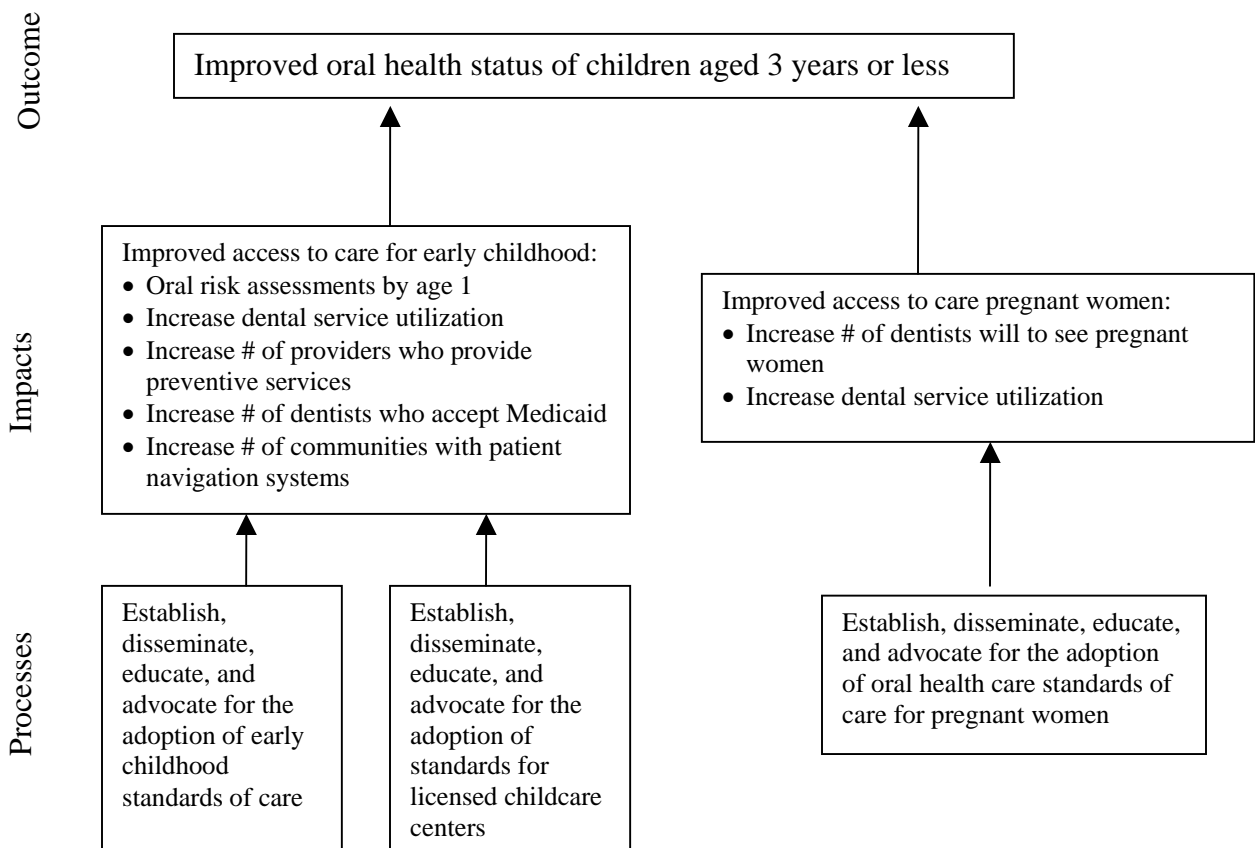 Outcome
Improved oral health status of children aged 3 years or less
Impacts
Improved access to care for early childhood:
• Oral risk assessments by age 1
• Increase dental service utilization
• Increase # of providers who provide
preventive services
• Increase # of dentists who accept Medicaid
• Increase # of communities with patient
navigation systems
Improved access to care pregnant women:
• Increase # of dentists will to see pregnant
women
• Increase dental service utilization
Processes
Establish,
disseminate,
educate, and
advocate for the
adoption of early
childhood
standards of care
Establish,
disseminate,
educate, and
advocate for the
adoption of
standards for
licensed childcare
centers
Establish, disseminate, educate,
and advocate for the adoption
of oral health care standards of
care for pregnant women